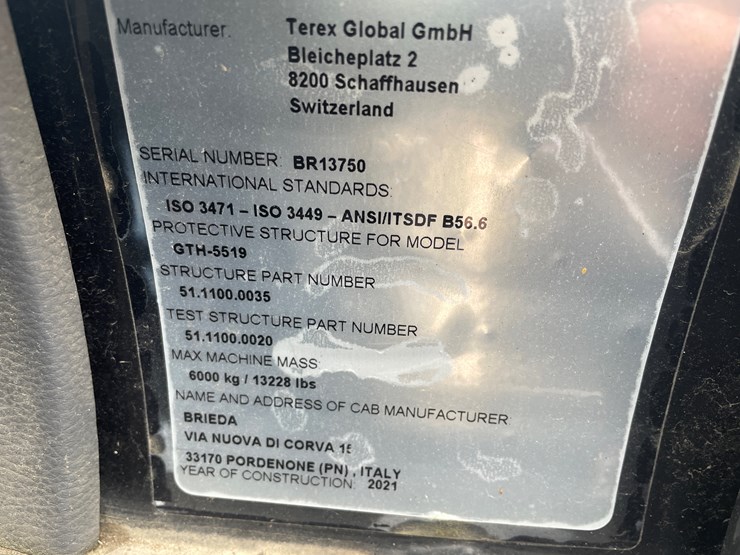 Manufacturer: Terex Global GmbH
Bleicheplatz 2
8200 Schaffhausen
Switzerland
SERIAL NUMBER: BR13750
INTERNATIONAL STANDARDS:
ISO 3471 – ISO 3449 – ANSI/ITSDF B56.6
PROTECTIVE STRUCTURE FOR MODEL
GTH-5519
STRUCTURE PART NUMBER
51.1100.0035
TEST STRUCTURE PART NUMBER
51.1100.0020
MAX MACHINE MASS:
6000 kg / 13228 lbs
NAME AND ADDRESS OF CAB MANUFACTURER
BRIEDA
VIA NUOVA DI CORVA
33170 PORDENONE (PN), ITALY
YEAR OF CONSTRUCTION: 2021